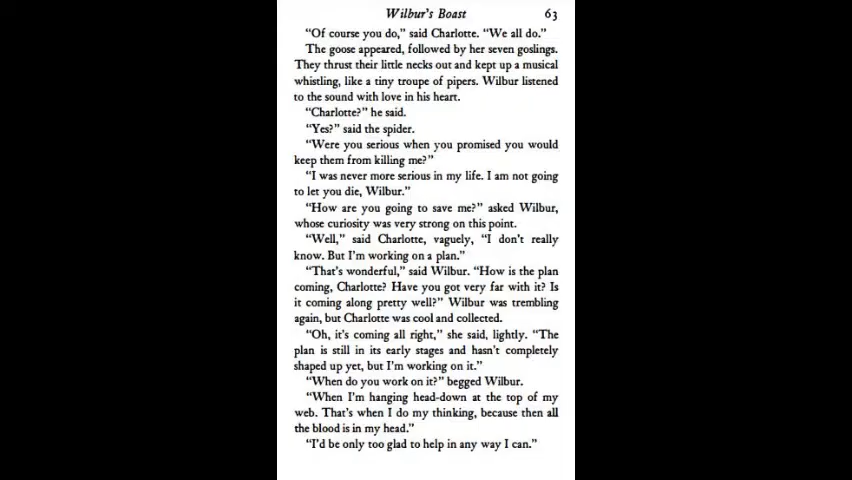 Wilbur's Boast 63
"Of course you do," said Charlotte. "We all do."
The goose appeared, followed by her seven goslings.
They thrust their little necks out and kept up a musical
whistling, like a tiny troupe of pipers. Wilbur listened
to the sound with love in his heart.
"Charlotte?" he said.
"Yes?" said the spider.
"Were you serious when you promised you would
keep them from killing me?"
"I was never more serious in my life. I am not going
to let you die, Wilbur."
"How are you going to save me?" asked Wilbur,
whose curiosity was very strong on this point.
"Well," said Charlotte, vaguely, "I don't really
know. But I'm working on a plan."
"That's wonderful," said Wilbur. "How is the plan
coming, Charlotte? Have you got very far with it? Is
it coming along pretty well?" Wilbur was trembling
again, but Charlotte was cool and collected.
"Oh, it's coming all right," she said, lightly. "The
plan is still in its early stages and hasn't completely
shaped up yet, but I'm working on it."
"When do you work on it?" begged Wilbur.
"When I'm hanging head-down at the top of my
web. That's when I do my thinking, because then all
the blood is in my head."
"I'd be only too glad to help in any way I can."